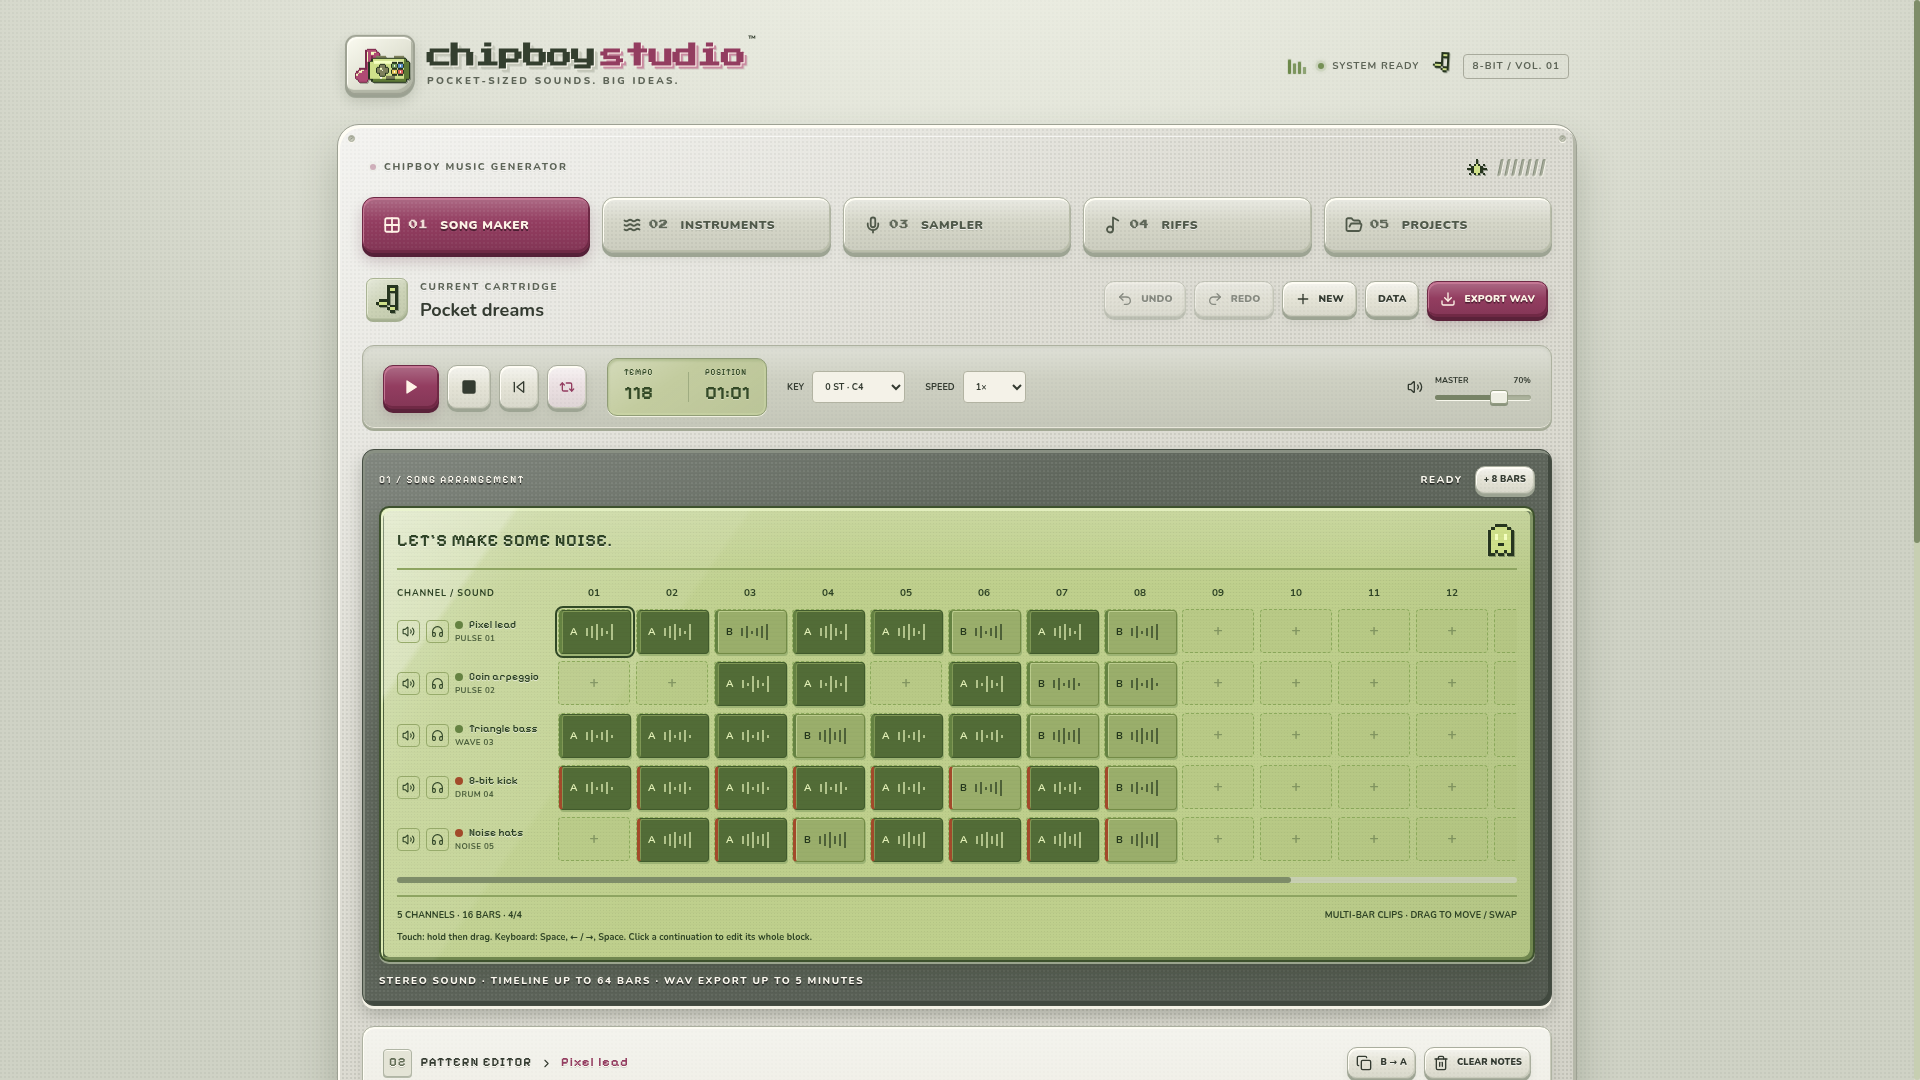 chipboy studio ™
POCKET-SIZED SOUNDS. BIG IDEAS.
SYSTEM READY
8-BIT / VOL. 01
CHIPBOY MUSIC GENERATOR
01 SONG MAKER
02 INSTRUMENTS
03 SAMPLER
04 RIFFS
05 PROJECTS
CURRENT CARTRIDGE
Pocket dreams
UNDO
REDO
NEW
DATA
EXPORT WAV
TEMPO
118
POSITION
01:01
KEY
0 ST · C4
SPEED
1×
MASTER
70%
01 / SONG ARRANGEMENT
READY
+ 8 BARS
LET'S MAKE SOME NOISE.
CHANNEL / SOUND 01 02 03 04 05 06 07 08 09 10 11 12
Pixel lead
PULSE 01
A A B A A B A B + + + +
Coin arpeggio
PULSE 02
+ + A A + A B B + + + +
Triangle bass
WAVE 03
A A A B A A B B + + + +
8-bit kick
DRUM 04
A A A A A B A B + + + +
Noise hats
NOISE 05
+ A A B A A A B + + + +
5 CHANNELS · 16 BARS · 4/4
MULTI-BAR CLIPS · DRAG TO MOVE / SWAP
Touch: hold then drag. Keyboard: Space, ← / →, Space. Click a continuation to edit its whole block.
STEREO SOUND · TIMELINE UP TO 64 BARS · WAV EXPORT UP TO 5 MINUTES
02 PATTERN EDITOR > Pixel lead
B → A
CLEAR NOTES